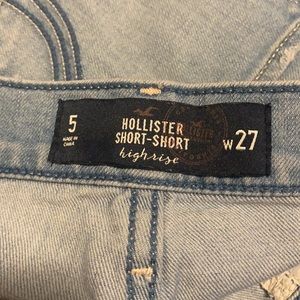 5
MADE IN
CHINA
HOLLISTER
SHORT-SHORT
highrise
W27